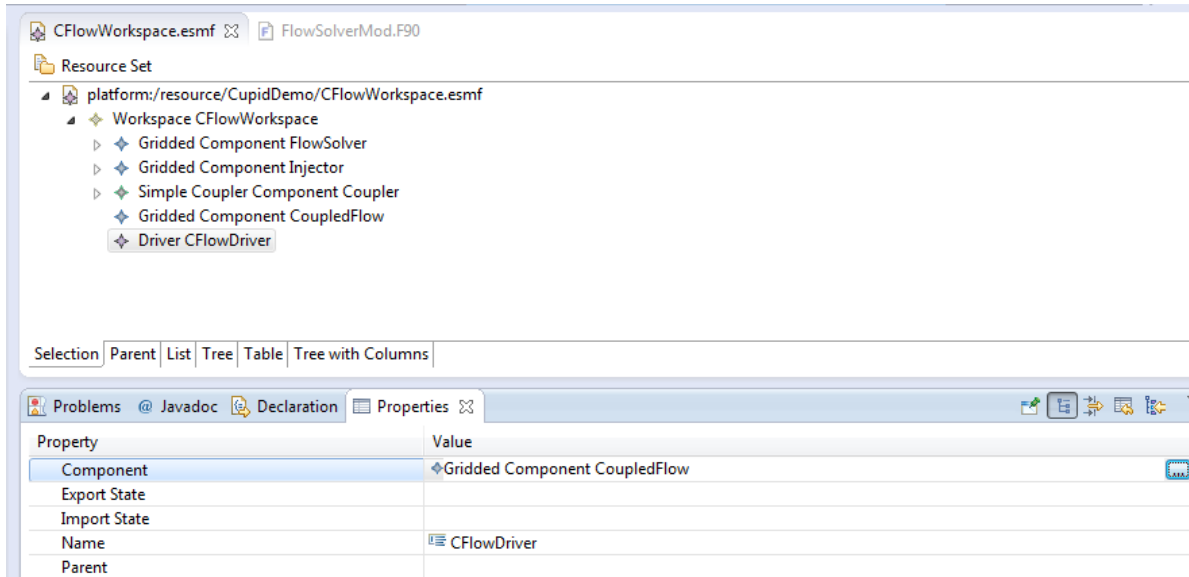 CFlowWorkspace.esmf FlowSolverMod.F90
Resource Set
platform:/resource/CupidDemo/CFlowWorkspace.esmf
Workspace CFlowWorkspace
Gridded Component FlowSolver
Gridded Component Injector
Simple Coupler Component Coupler
Gridded Component CoupledFlow
Driver CFlowDriver
Selection Parent List Tree Table Tree with Columns
Problems @ Javadoc Declaration Properties
Property Value
Component Gridded Component CoupledFlow ...
Export State
Import State
Name CFlowDriver
Parent